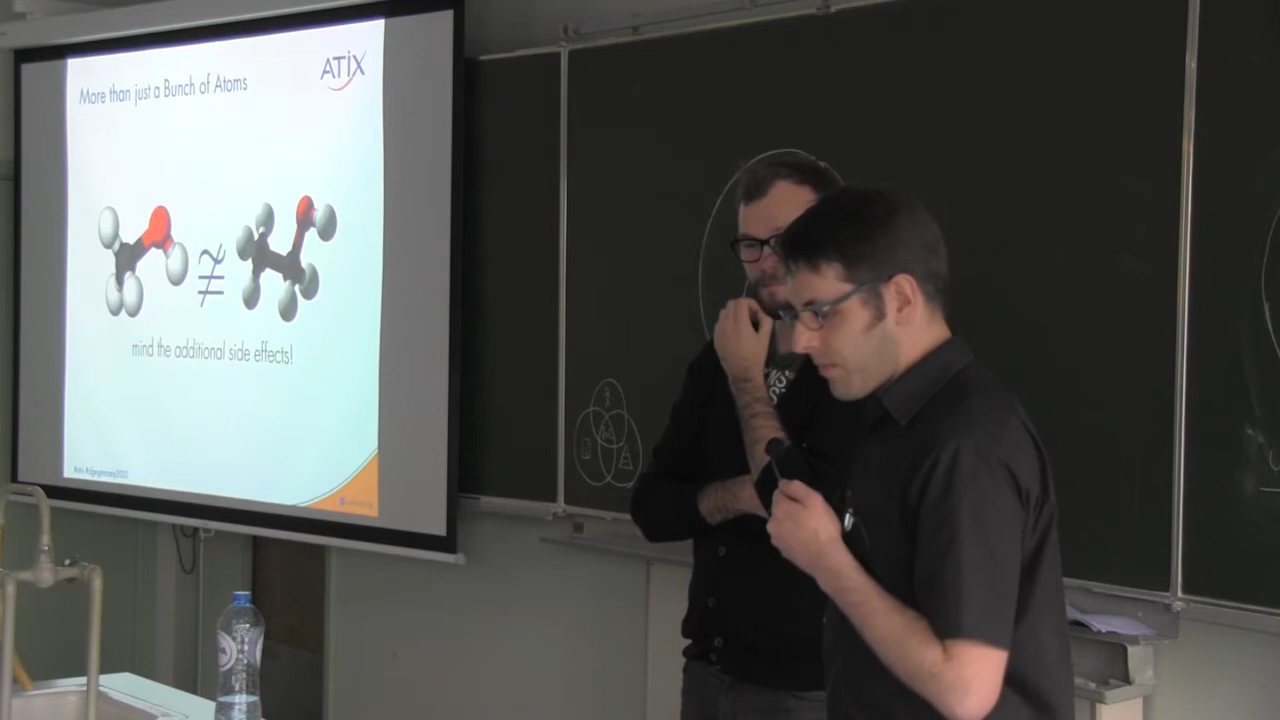 More than just a Bunch of Atoms
ATIX
≇
mind the additional side effects!